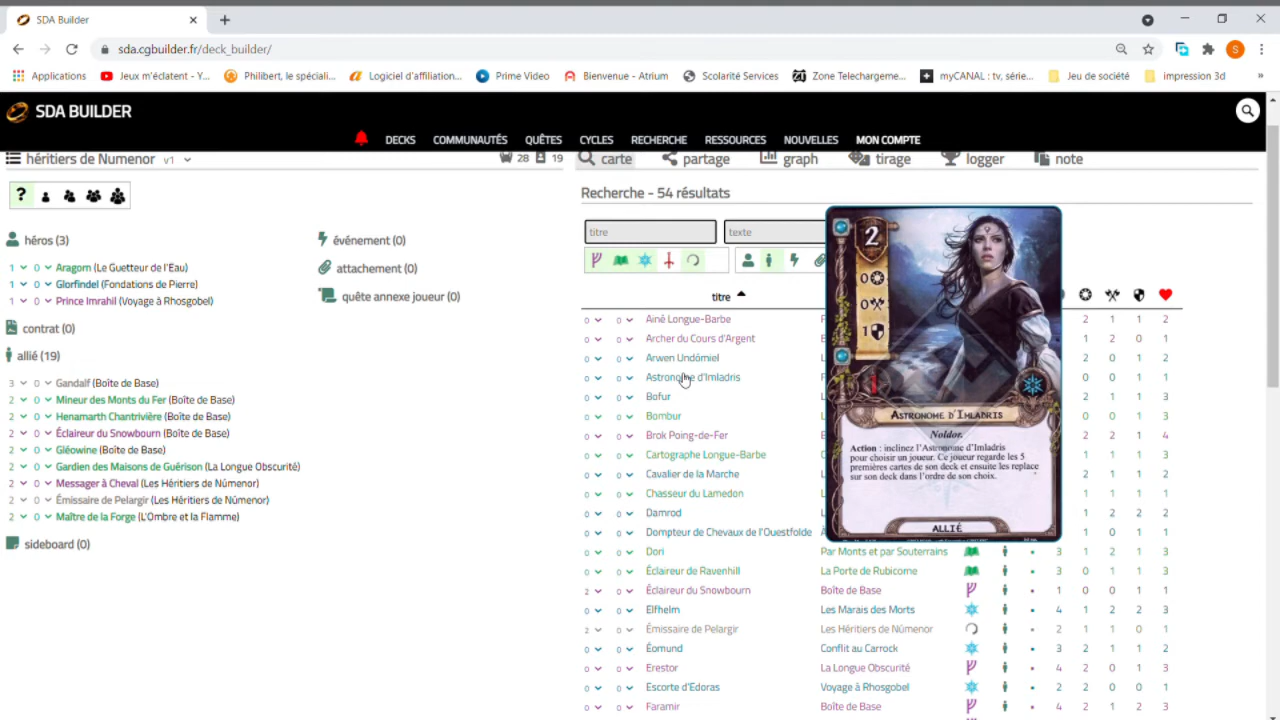 SDA Builder
sda.cgbuilder.fr/deck_builder/
S
Applications
Jeux m'éclatent - Y...
Philibert, le spéciali...
Logiciel d'affiliation...
Prime Video
Bienvenue - Atrium
Scolarité Services
Zone Telechargeme...
myCANAL : tv, série...
Jeu de société
impression 3d
»
SDA BUILDER
DECKS COMMUNAUTÉS QUÊTES CYCLES RECHERCHE RESSOURCES NOUVELLES MON COMPTE
héritiers de Numenor v1
28 19
carte partage graph tirage logger note
?
Recherche - 54 résultats
titre texte
héros (3)
1 0 Aragorn (Le Guetteur de l'Eau)
1 0 Glorfindel (Fondations de Pierre)
1 0 Prince Imrahil (Voyage à Rhosgobel)
contrat (0)
allié (19)
3 0 Gandalf (Boîte de Base)
2 0 Mineur des Monts du Fer (Boîte de Base)
2 0 Henamarth Chantrivière (Boîte de Base)
2 0 Éclaireur du Snowbourn (Boîte de Base)
2 0 Gléowine (Boîte de Base)
2 0 Gardien des Maisons de Guérison (La Longue Obscurité)
2 0 Messager à Cheval (Les Héritiers de Númenor)
2 0 Émissaire de Pelargir (Les Héritiers de Númenor)
2 0 Maître de la Forge (L'Ombre et la Flamme)
sideboard (0)
événement (0)
attachement (0)
quête annexe joueur (0)
titre
0 0 Ainé Longue-Barbe 2 1 1 2
0 0 Archer du Cours d'Argent 1 2 0 1
0 0 Arwen Undómiel L 2 0 1 2
0 0 Astronome d'Imladris 0 0 1 1
0 0 Bofur L 2 1 1 3
0 0 Bombur L 0 0 1 3
0 0 Brok Poing-de-Fer 2 2 1 4
0 0 Cartographe Longue-Barbe L 1 1 1 3
0 0 Cavalier de la Marche L 2 1 1 2
0 0 Chasseur du Lamedon L 1 1 1 1
0 0 Damrod L 1 2 2 2
0 0 Dompteur de Chevaux de l'Ouestfolde 1 1 1 1
0 0 Dori Par Monts et par Souterrains 3 1 2 1 3
0 0 Éclaireur de Ravenhill La Porte de Rubicorne 3 0 1 1 3
2 0 Éclaireur du Snowbourn Boîte de Base 1 0 0 1 1
0 0 Elfhelm Les Marais des Morts 4 1 2 2 3
2 0 Émissaire de Pelargir Les Héritiers de Númenor 2 1 1 0 1
0 0 Éomund Conflit au Carrock 3 2 1 1 2
0 0 Erestor La Longue Obscurité 4 2 0 1 3
0 0 Escorte d'Edoras Voyage à Rhosgobel 2 2 0 0 1
0 0 Faramir Boîte de Base 4 2 1 2 3
2
0
0
1
1
ASTRONOME D'IMLADRIS
Noldor.
Action : inclinez l'Astronome d'Imladris
pour choisir un joueur. Ce joueur regarde les 5
premières cartes de son deck et ensuite les replace
sur son deck dans l'ordre de son choix.
ALLIÉ